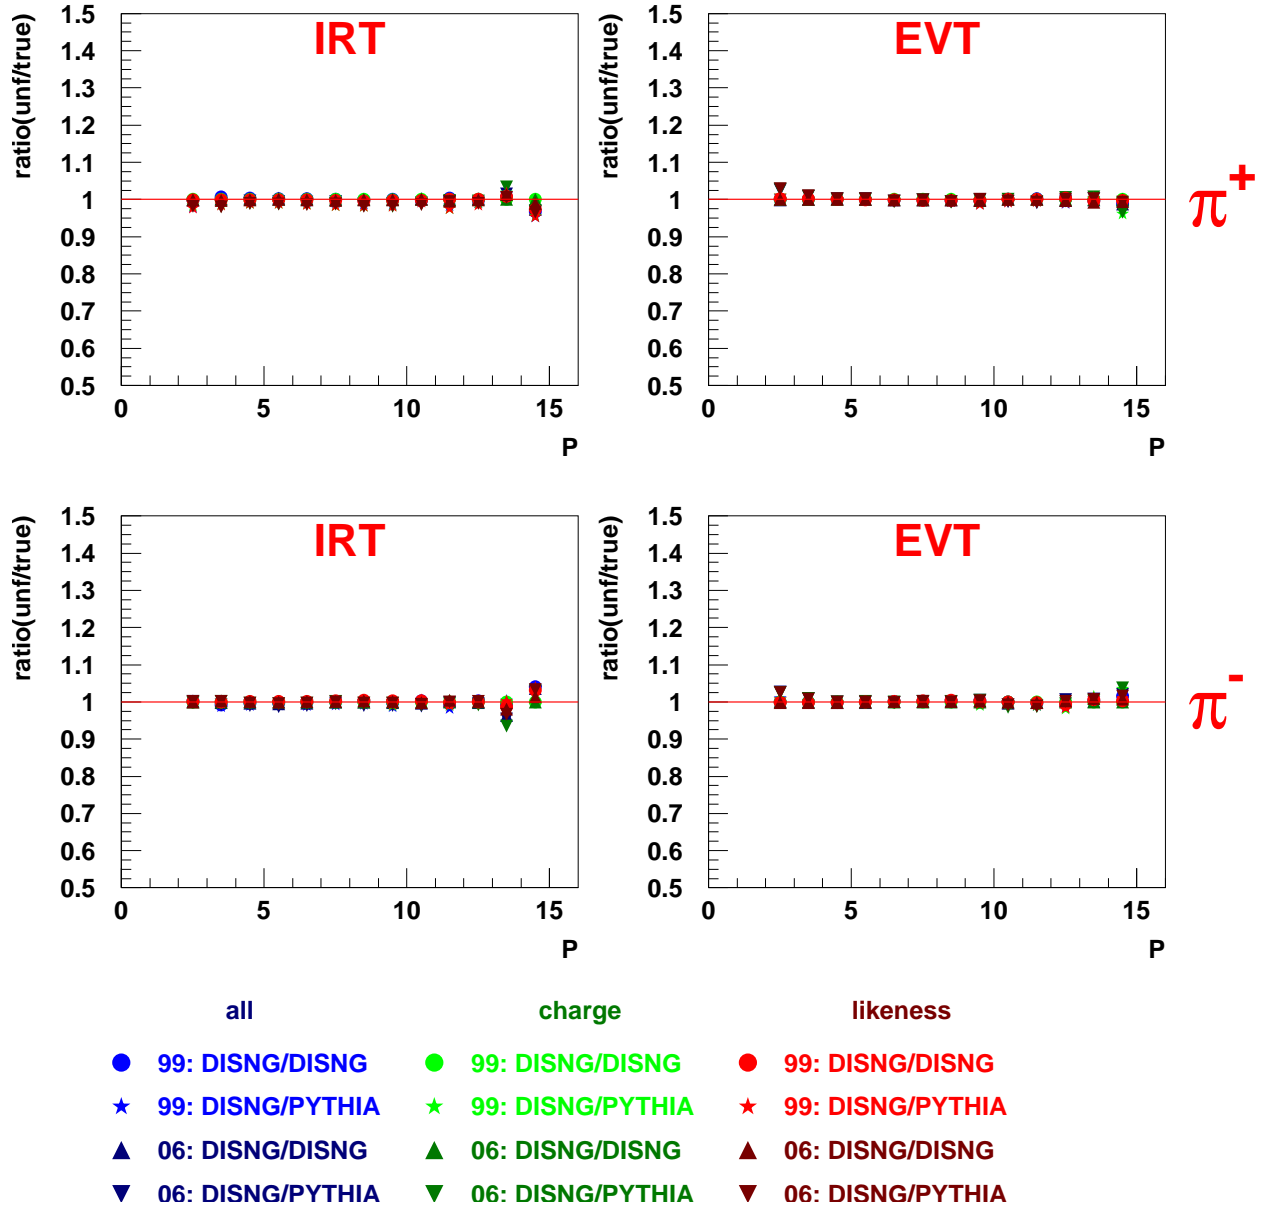 IRT
ratio(unf/true)
1.5
1.4
1.3
1.2
1.1
1
0.9
0.8
0.7
0.6
0.5
0 5 10 15
P
EVT
ratio(unf/true)
1.5
1.4
1.3
1.2
1.1
1
0.9
0.8
0.7
0.6
0.5
0 5 10 15
P
π+
IRT
ratio(unf/true)
1.5
1.4
1.3
1.2
1.1
1
0.9
0.8
0.7
0.6
0.5
0 5 10 15
P
EVT
ratio(unf/true)
1.5
1.4
1.3
1.2
1.1
1
0.9
0.8
0.7
0.6
0.5
0 5 10 15
P
π-
all charge likeness
99: DISNG/DISNG 99: DISNG/DISNG 99: DISNG/DISNG
99: DISNG/PYTHIA 99: DISNG/PYTHIA 99: DISNG/PYTHIA
06: DISNG/DISNG 06: DISNG/DISNG 06: DISNG/DISNG
06: DISNG/PYTHIA 06: DISNG/PYTHIA 06: DISNG/PYTHIA